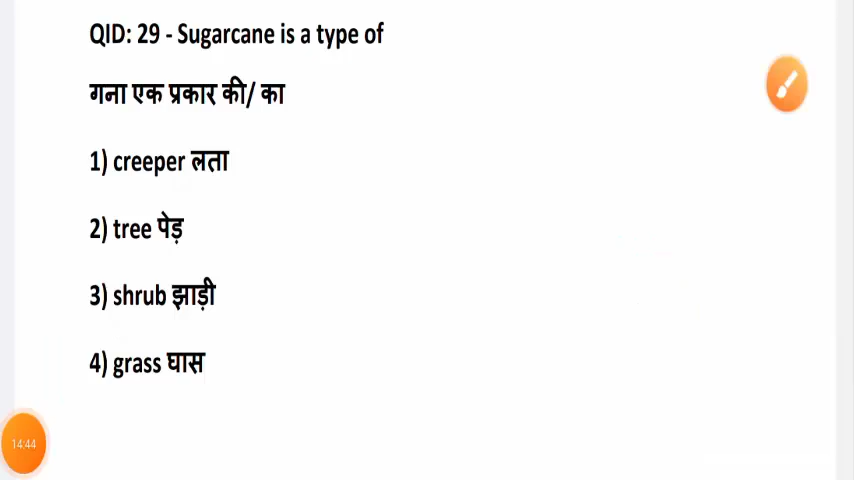 QID: 29 - Sugarcane is a type of
गना एक प्रकार की/ का
1) creeper लता
2) tree पेड़
3) shrub झाड़ी
4) grass घास
14:44